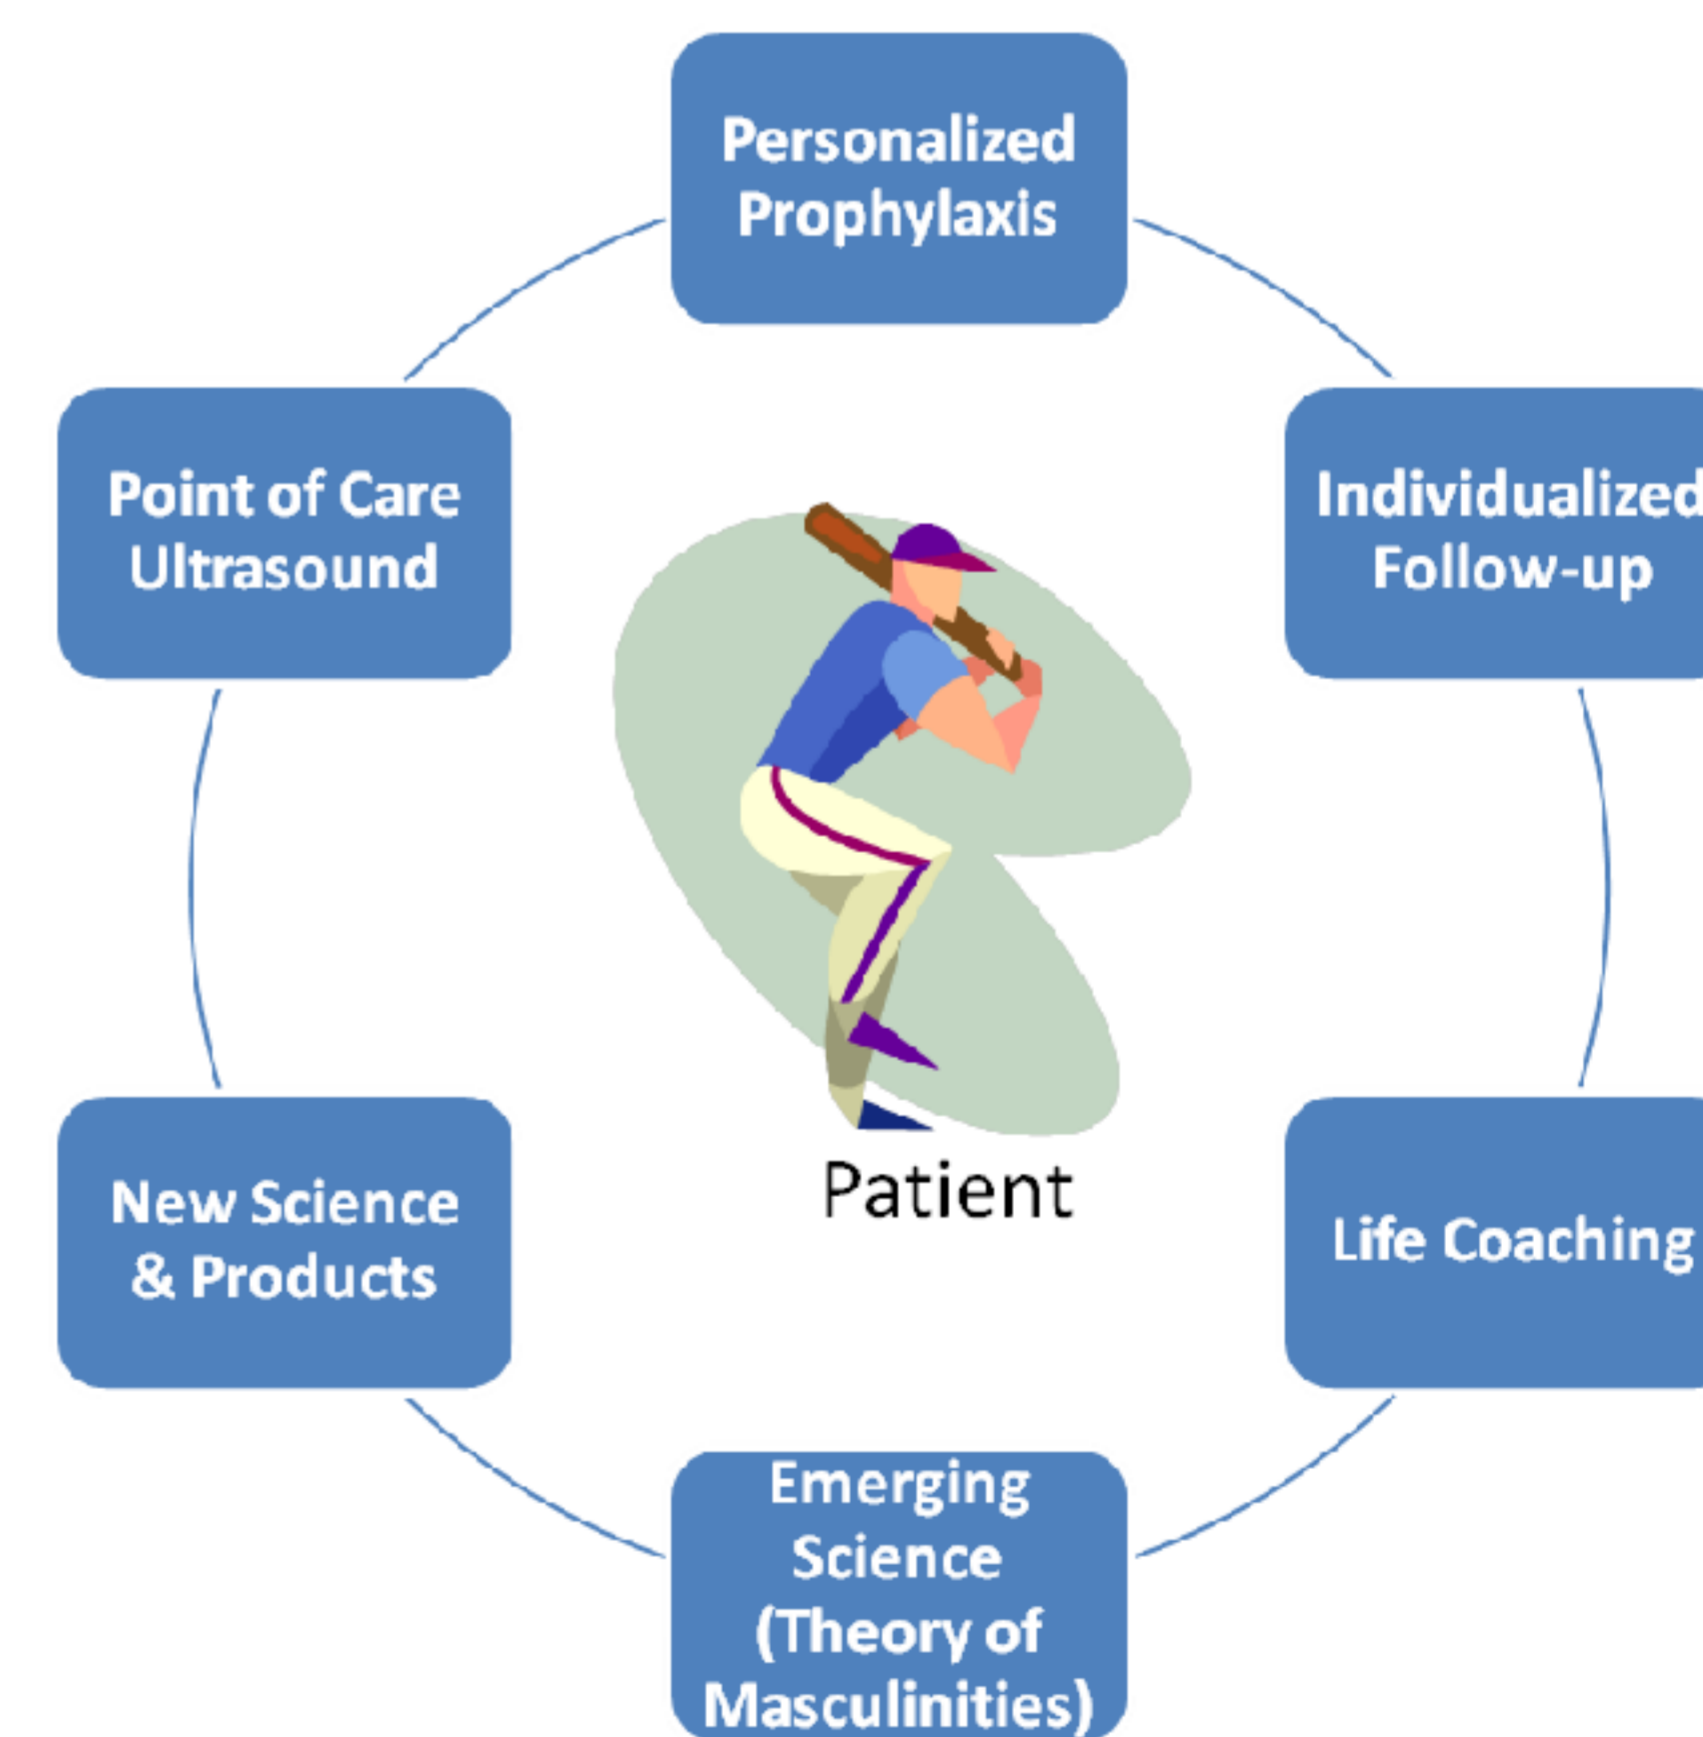 Personalized
Prophylaxis
Point of Care
Ultrasound
Individualized
Follow-up
Patient
New Science
& Products
Life Coaching
Emerging
Science
(Theory of
Masculinities)